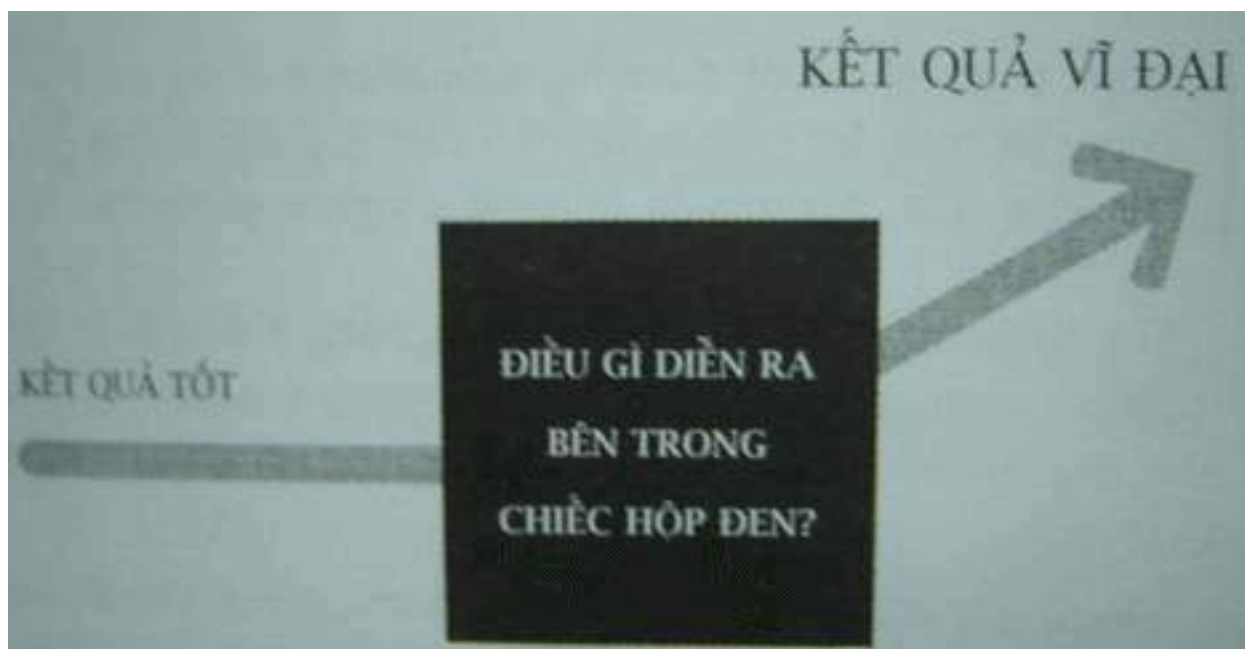 KẾT QUẢ VĨ ĐẠI
KẾT QUẢ TỐT
ĐIỀU GÌ DIỄN RA
BÊN TRONG
CHIẾC HỘP ĐEN?